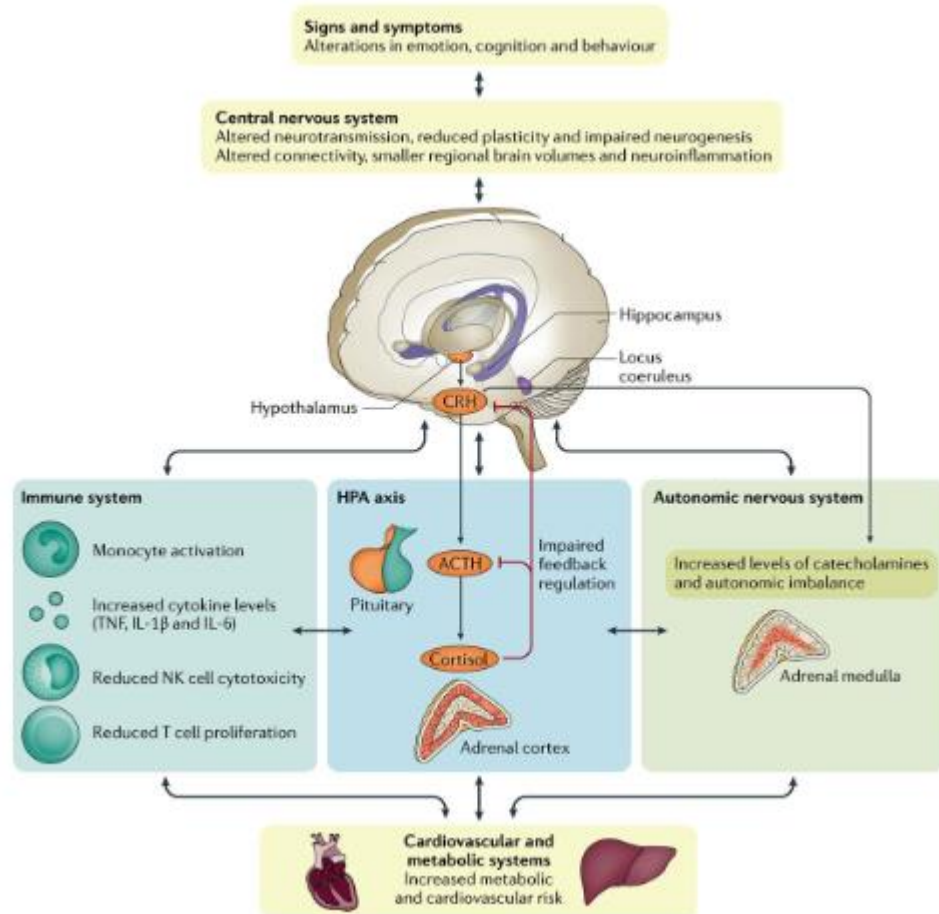 Signs and symptoms
Alterations in emotion, cognition and behaviour
Central nervous system
Altered neurotransmission, reduced plasticity and impaired neurogenesis
Altered connectivity, smaller regional brain volumes and neuroinflammation
Hippocampus
Locus
coeruleus
Hypothalamus
CRH
Immune system
Monocyte activation
Increased cytokine levels
(TNF, IL-1β and IL-6)
Reduced NK cell cytotoxicity
Reduced T cell proliferation
HPA axis
Pituitary
ACTH
Impaired
feedback
regulation
Cortisol
Adrenal cortex
Autonomic nervous system
Increased levels of catecholamines
and autonomic imbalance
Adrenal medulla
Cardiovascular and
metabolic systems
Increased metabolic
and cardiovascular risk